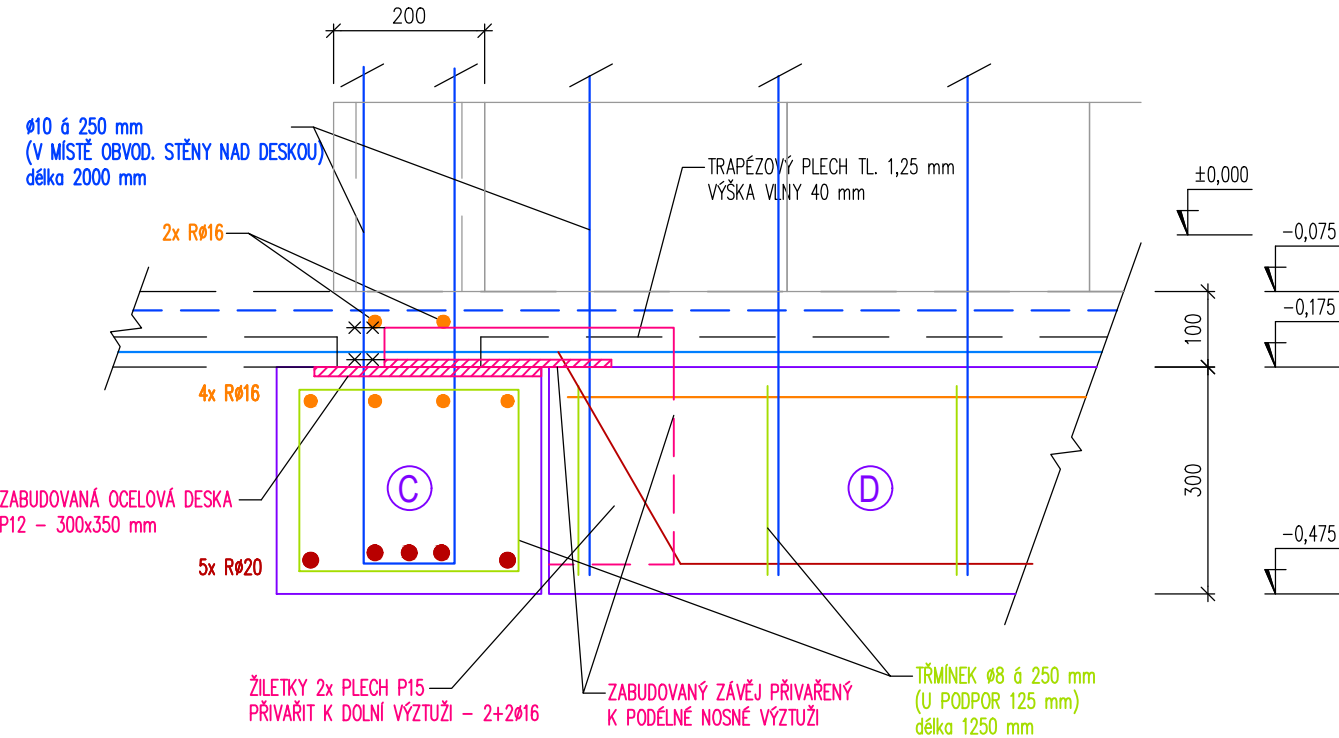 200
ø10 á 250 mm
(V MÍSTĚ OBVOD. STĚNY NAD DESKOU)
délka 2000 mm
TRAPÉZOVÝ PLECH TL. 1,25 mm
VÝŠKA VLNY 40 mm
±0,000
2x Rø16
-0,075
-0,175
100
4x Rø16
C
D
300
ZABUDOVANÁ OCELOVÁ DESKA
P12 - 300x350 mm
-0,475
5x Rø20
ŽILETKY 2x PLECH P15
PŘIVAŘIT K DOLNÍ VÝZTUŽI - 2+2ø16
ZABUDOVANÝ ZÁVĚJ PŘIVAŘENÝ
K PODÉLNÉ NOSNÉ VÝZTUŽI
TŘMÍNEK ø8 á 250 mm
(U PODPOR 125 mm)
délka 1250 mm